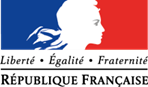 Liberté • Égalité • Fraternité
RÉPUBLIQUE FRANÇAISE